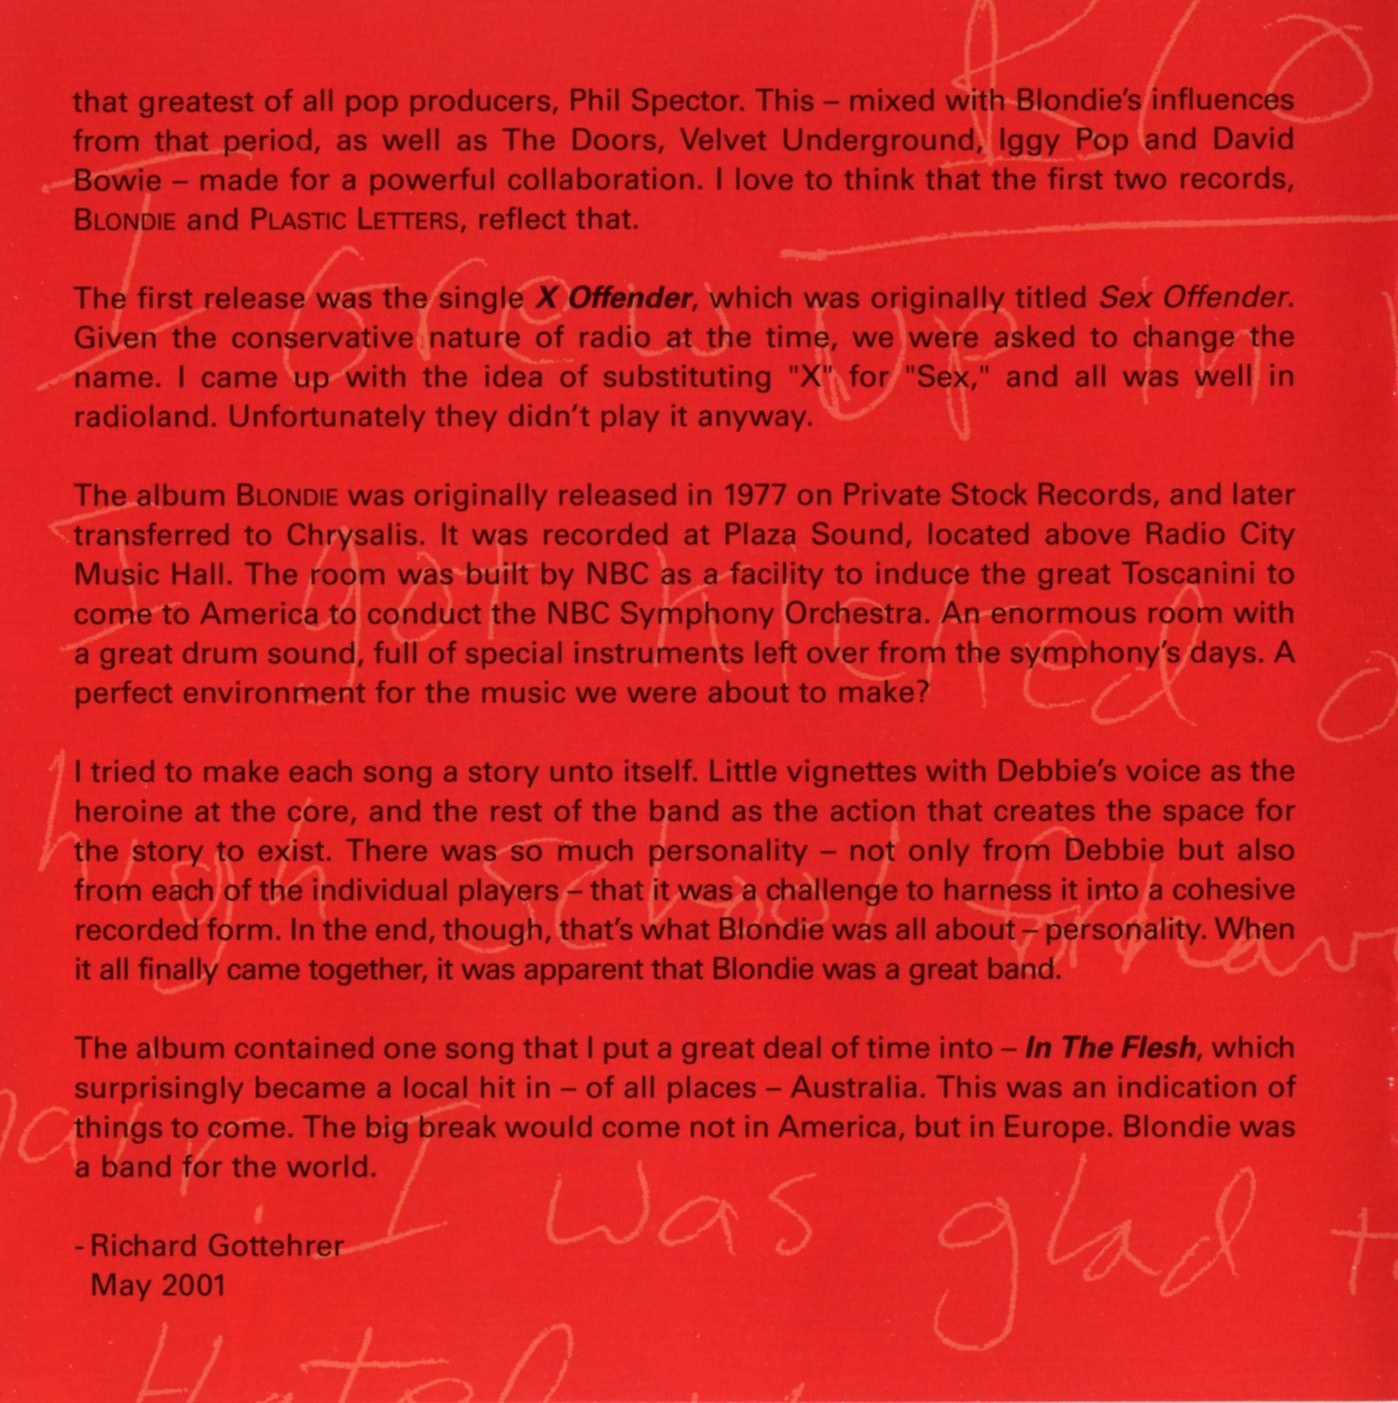 that greatest of all pop producers, Phil Spector. This – mixed with Blondie's influences
from that period, as well as The Doors, Velvet Underground, Iggy Pop and David
Bowie – made for a powerful collaboration. I love to think that the first two records,
BLONDIE and PLASTIC LETTERS, reflect that.
The first release was the single X Offender, which was originally titled Sex Offender.
Given the conservative nature of radio at the time, we were asked to change the
name. I came up with the idea of substituting "X" for "Sex," and all was well in
radioland. Unfortunately they didn't play it anyway.
The album BLONDIE was originally released in 1977 on Private Stock Records, and later
transferred to Chrysalis. It was recorded at Plaza Sound, located above Radio City
Music Hall. The room was built by NBC as a facility to induce the great Toscanini to
come to America to conduct the NBC Symphony Orchestra. An enormous room with
a great drum sound, full of special instruments left over from the symphony's days. A
perfect environment for the music we were about to make?
I tried to make each song a story unto itself. Little vignettes with Debbie's voice as the
heroine at the core, and the rest of the band as the action that creates the space for
the story to exist. There was so much personality – not only from Debbie but also
from each of the individual players – that it was a challenge to harness it into a cohesive
recorded form. In the end, though, that's what Blondie was all about – personality. When
it all finally came together, it was apparent that Blondie was a great band.
The album contained one song that I put a great deal of time into – In The Flesh, which
surprisingly became a local hit in – of all places – Australia. This was an indication of
things to come. The big break would come not in America, but in Europe. Blondie was
a band for the world.
- Richard Gottehrer
May 2001
I Grew up in
I got kicked
high school for
hair. I was glad